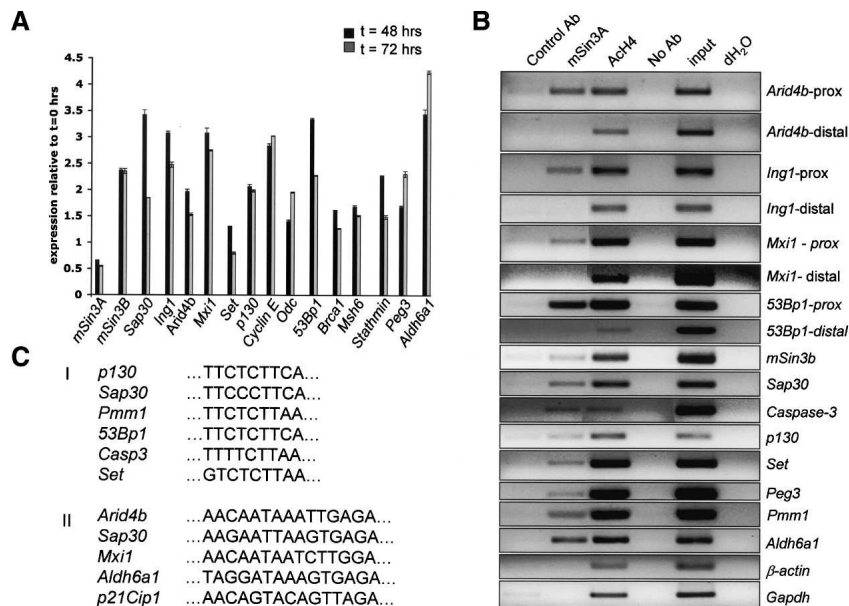 A
t = 48 hrs
t = 72 hrs
expression relative to t=0 hrs
4.5
4
3.5
3
2.5
2
1.5
1
0.5
0
mSin3A
mSin3B
Sap30
Ing1
Arid4b
Mxi1
Set
p130
Cyclin E
Odc
53Bp1
Brca1
Msh6
Stathmin
Peg3
Aldh6a1
B
Control Ab
mSin3A
AcH4
No Ab
input
dH₂O
Arid4b-prox
Arid4b-distal
Ing1-prox
Ing1-distal
Mxi1 - prox
Mxi1- distal
53Bp1-prox
53Bp1-distal
mSin3b
Sap30
Caspase-3
p130
Set
Peg3
Pmm1
Aldh6a1
β-actin
Gapdh
C
I
p130 ...TTCTCTTCA...
Sap30 ...TTCCCTTCA...
Pmm1 ...TTCTCTTAA...
53Bp1 ...TTCTCTTCA...
Casp3 ...TTTTCTTAA...
Set ...GTCTCTTAA...
II
Arid4b ...AACAATAAATTGAGA...
Sap30 ...AAGAATTAAGTGAGA...
Mxi1 ...AACAATAATCTTGGA...
Aldh6a1 ...TAGGATAAAGTGAGA...
p21Cip1 ...AACAGTACAGTTAGA...